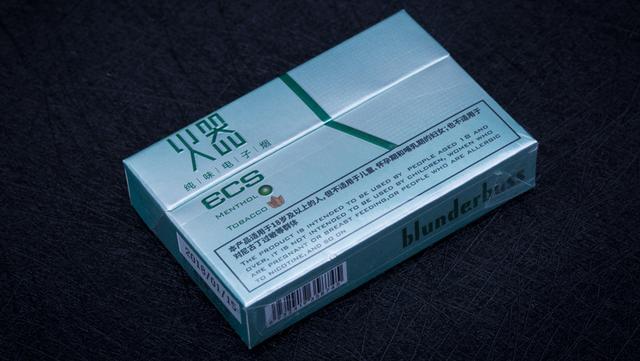 火器
纯|味|电|子|烟
ECS
MENTHOL
TOBACCO
本产品适用于18岁及以上的人,但不适用于儿童,怀孕期和哺乳期的妇女;也不适用于
对尼古丁过敏等群体
THE PRODUCT IS INTENDED TO BE USED BY PEOPLE AGED 18 AND
OVER, IT IS NOT INTENDED TO BE USED BY CHILDREN, WOMEN WHO
ARE PREGNANT OR BREAST FEEDING,OR PEOPLE WHO ARE ALLERGIC
TO NICOTINE,AND SO ON
blunderbuss
2018/01/15